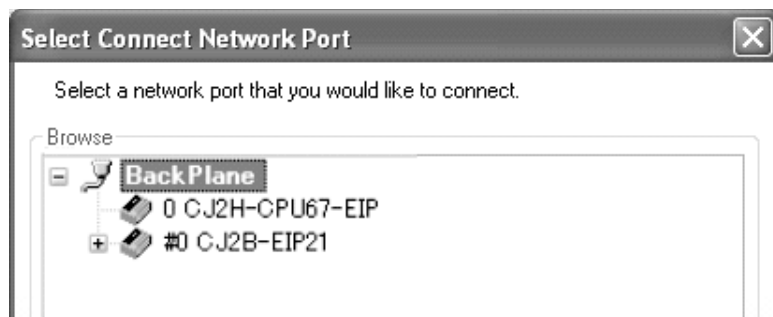 Select Connect Network Port
Select a network port that you would like to connect.
Browse
BackPlane
0 CJ2H-CPU67-EIP
#0 CJ2B-EIP21